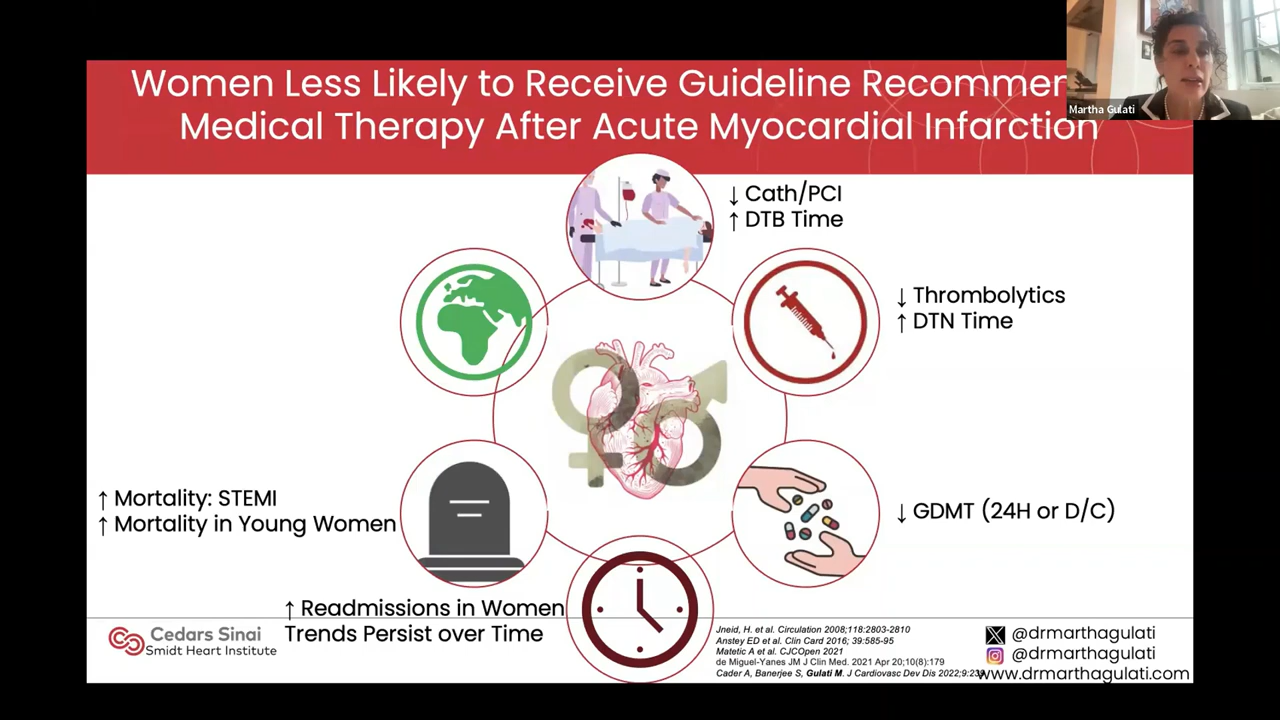 Women Less Likely to Receive Guideline Recommen
Medical Therapy After Acute Myocardial Infarction
Martha Gulati
↓ Cath/PCI
↑ DTB Time
↓ Thrombolytics
↑ DTN Time
↑ Mortality: STEMI
↑ Mortality in Young Women
↓ GDMT (24H or D/C)
↑ Readmissions in Women
Trends Persist over Time
Cedars Sinai
Smidt Heart Institute
Jneid, H. et al. Circulation 2008;118:2803-2810
Anstey ED et al. Clin Card 2016; 39:585-95
Matetic A et al. CJCOpen 2021
de Miguel-Yanes JM J Clin Med. 2021 Apr 20;10(8):179
Cader A, Banerjee S, Gulati M. J Cardiovasc Dev Dis 2022;9:23
@drmarthagulati
@drmarthagulati
www.drmarthagulati.com